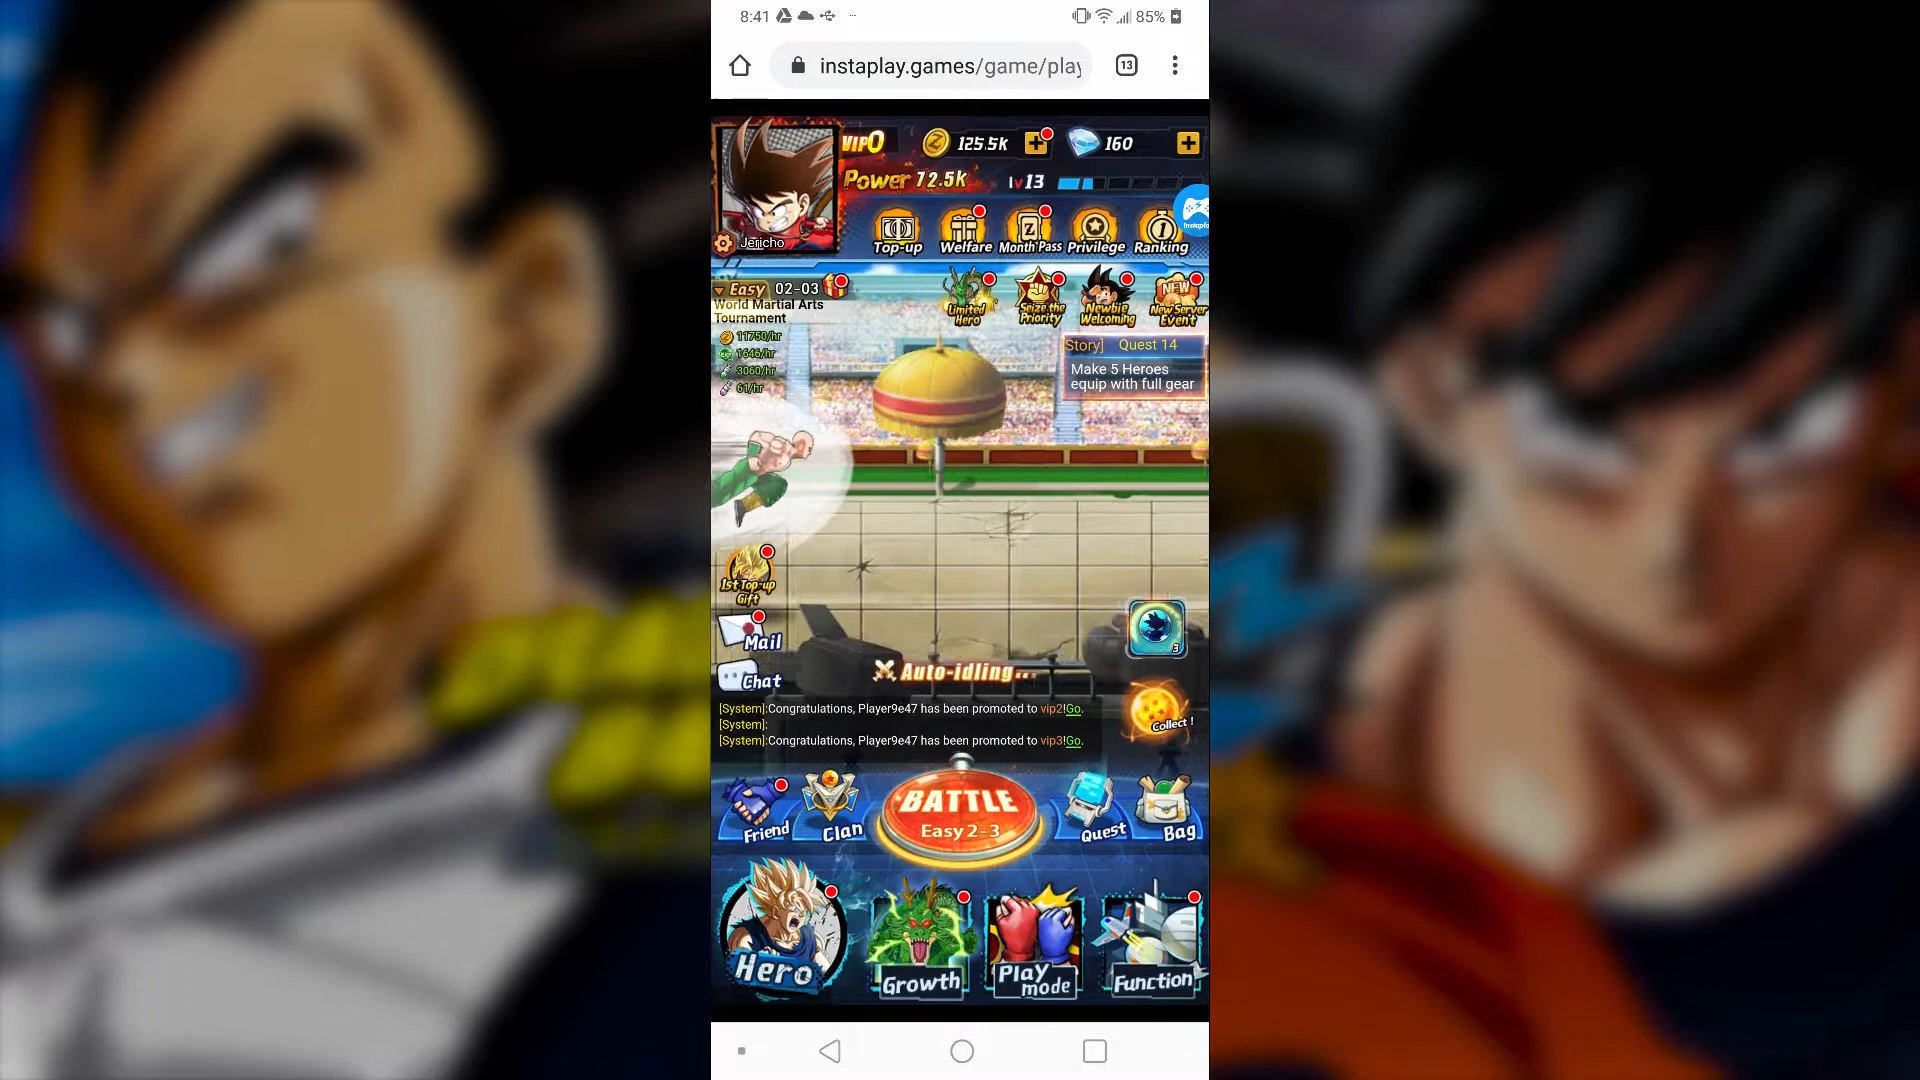 8:41
85%
instaplay.games/game/play
13
VIP0
125.5k
160
Power 72.5k
lv13
Jericho
Top-up
Welfare
Month Pass
Privilege
Ranking
Easy 02-03
World Martial Arts
Tournament
11750/hr
1646/hr
3060/hr
61/hr
Limited
Hero
Seize the
Priority
Newbie
Welcoming
NEW
New Server
Event
[Story] Quest 14
Make 5 Heroes
equip with full gear
1st Top-up
Gift
Mail
Chat
3
Auto-idling...
Collect !
[System]:Congratulations, Player9e47 has been promoted to vip2!Go.
[System]:
[System]:Congratulations, Player9e47 has been promoted to vip3!Go.
Friend
Clan
BATTLE
Easy 2-3
Quest
Bag
Hero
Growth
Play
mode
Function